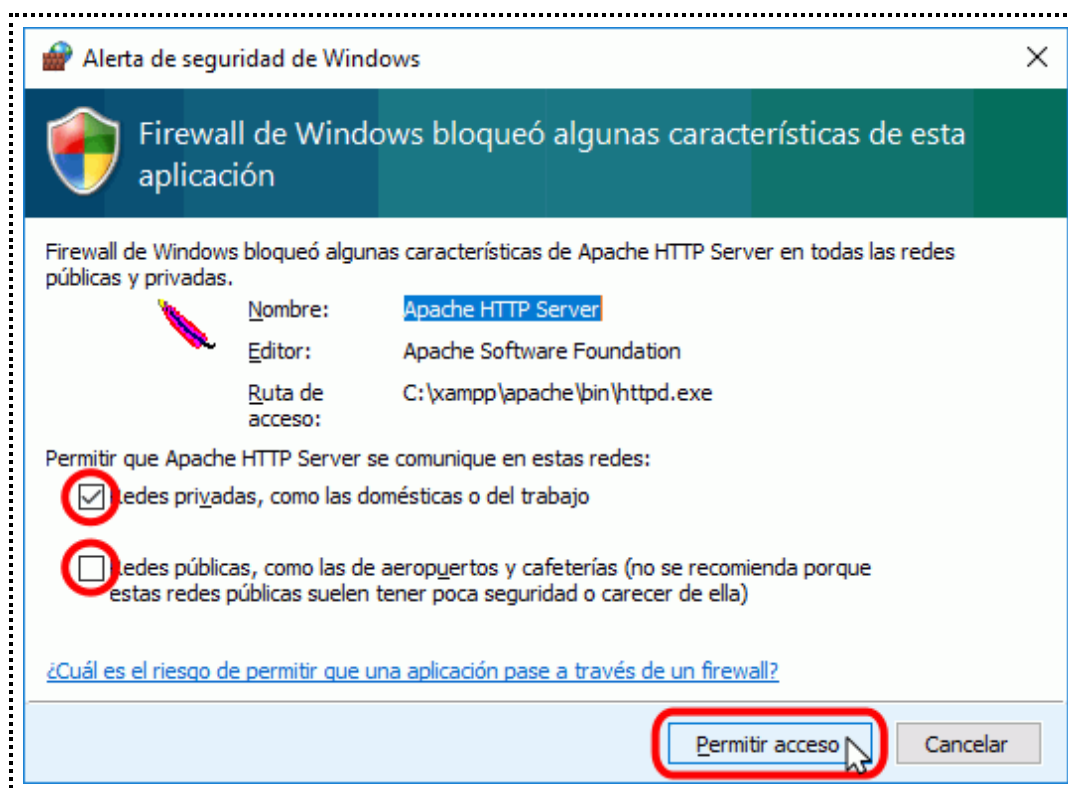 Alerta de seguridad de Windows
Firewall de Windows bloqueó algunas características de esta
aplicación
Firewall de Windows bloqueó algunas características de Apache HTTP Server en todas las redes
públicas y privadas.
Nombre: Apache HTTP Server
Editor: Apache Software Foundation
Ruta de C:\xampp\apache\bin\httpd.exe
acceso:
Permitir que Apache HTTP Server se comunique en estas redes:
Redes privadas, como las domésticas o del trabajo
Redes públicas, como las de aeropuertos y cafeterías (no se recomienda porque
estas redes públicas suelen tener poca seguridad o carecer de ella)
¿Cuál es el riesgo de permitir que una aplicación pase a través de un firewall?
Permitir acceso Cancelar